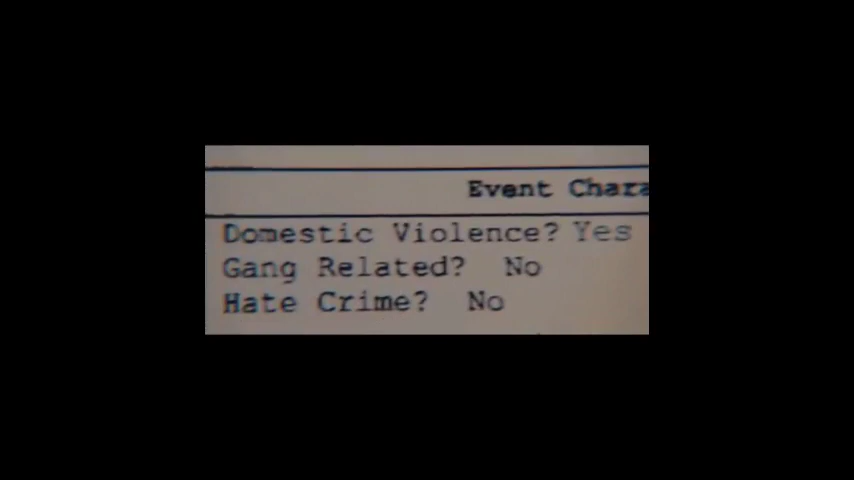 Event Chara
Domestic Violence? Yes
Gang Related? No
Hate Crime? No